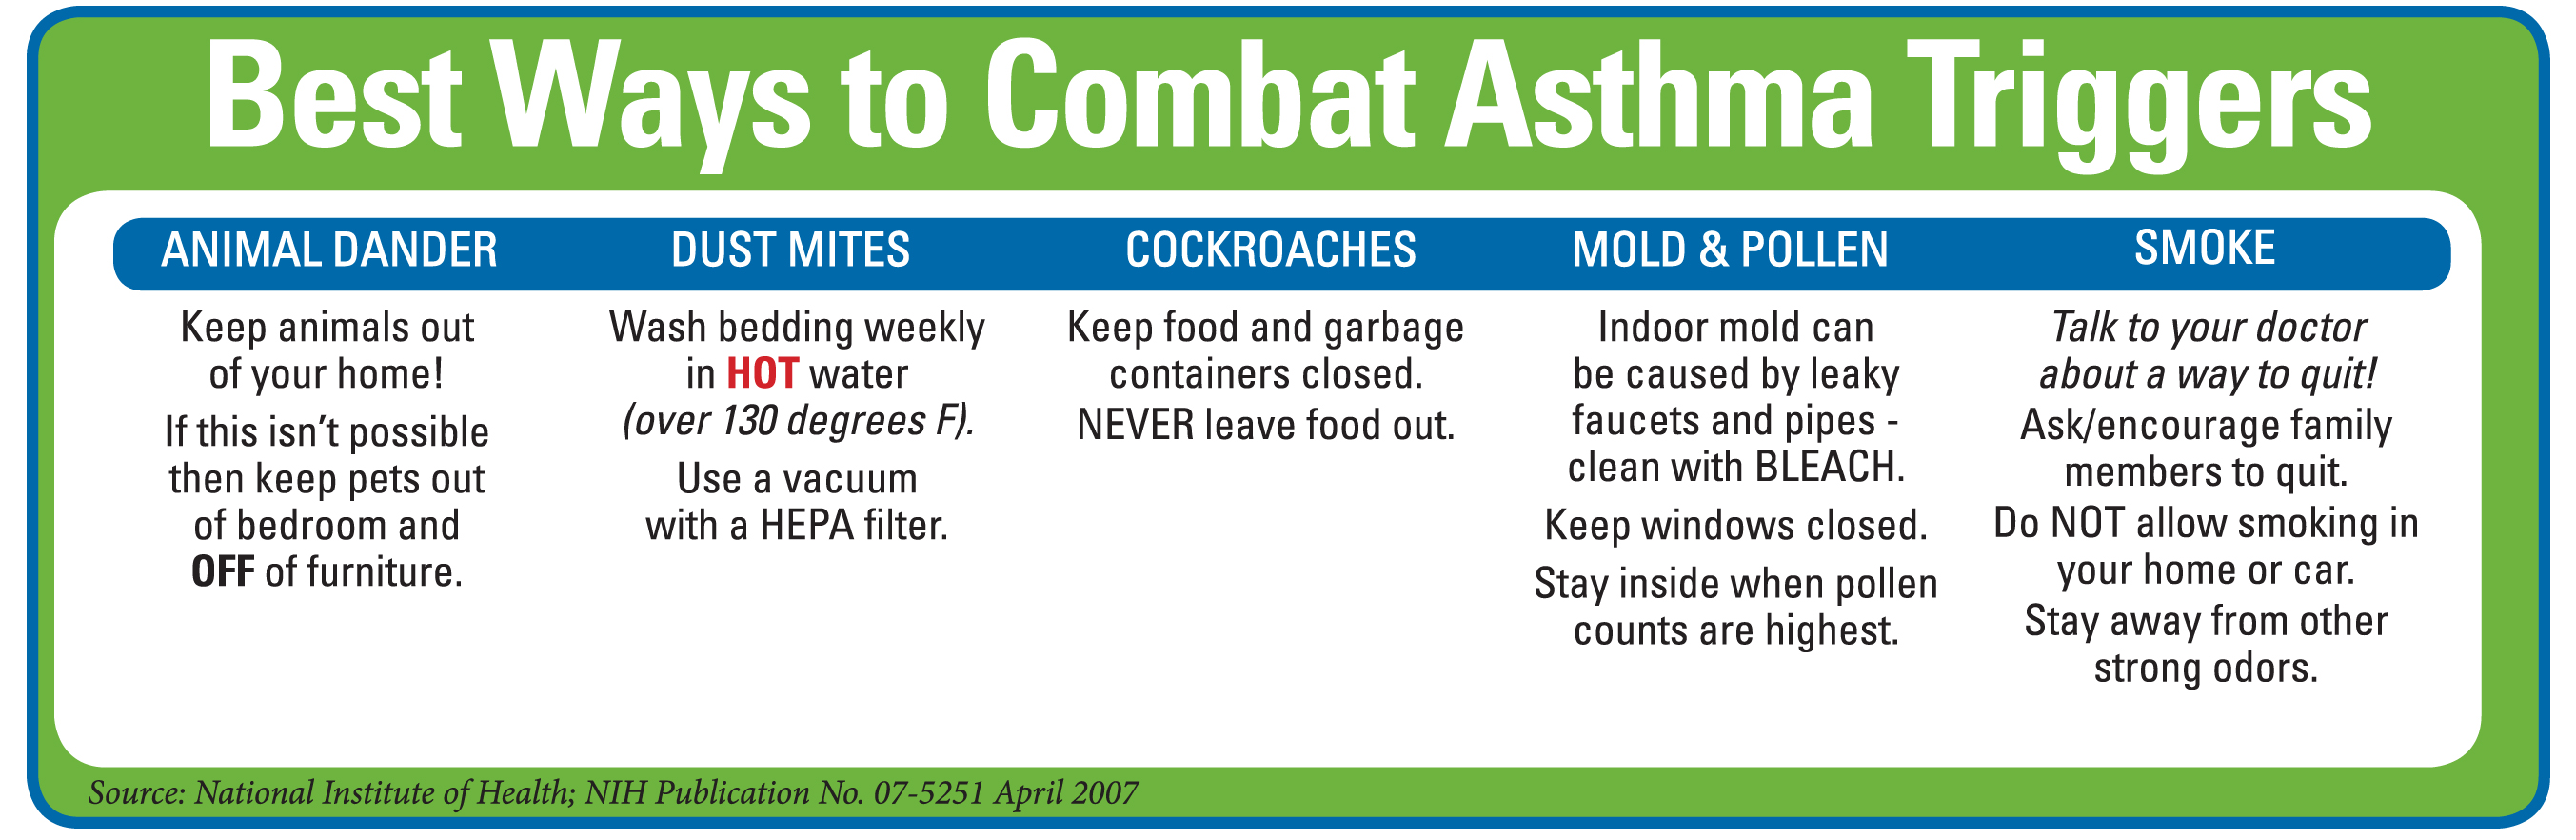 Best Ways to Combat Asthma Triggers
ANIMAL DANDER
Keep animals out
of your home!
If this isn’t possible
then keep pets out
of bedroom and
OFF of furniture.
DUST MITES
Wash bedding weekly
in HOT water
(over 130 degrees F).
Use a vacuum
with a HEPA filter.
COCKROACHES
Keep food and garbage
containers closed.
NEVER leave food out.
MOLD & POLLEN
Indoor mold can
be caused by leaky
faucets and pipes -
clean with BLEACH.
Keep windows closed.
Stay inside when pollen
counts are highest.
SMOKE
Talk to your doctor
about a way to quit!
Ask/encourage family
members to quit.
Do NOT allow smoking in
your home or car.
Stay away from other
strong odors.
Source: National Institute of Health; NIH Publication No. 07-5251 April 2007